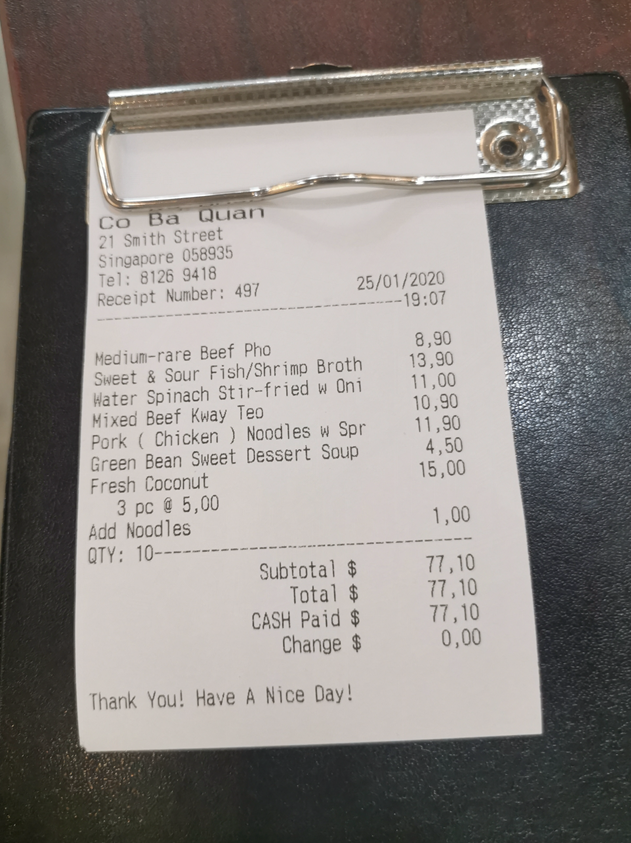 Co Ba Quan
21 Smith Street
Singapore 058935
Tel: 8126 9418
Receipt Number: 497 25/01/2020
--------------------------------19:07
Medium-rare Beef Pho 8,90
Sweet & Sour Fish/Shrimp Broth 13,90
Water Spinach Stir-fried w Oni 11,00
Mixed Beef Kway Teo 10,90
Pork ( Chicken ) Noodles w Spr 11,90
Green Bean Sweet Dessert Soup 4,50
Fresh Coconut 15,00
3 pc @ 5,00
Add Noodles 1,00
QTY: 10--------------------------------
Subtotal $ 77,10
Total $ 77,10
CASH Paid $ 77,10
Change $ 0,00
Thank You! Have A Nice Day!